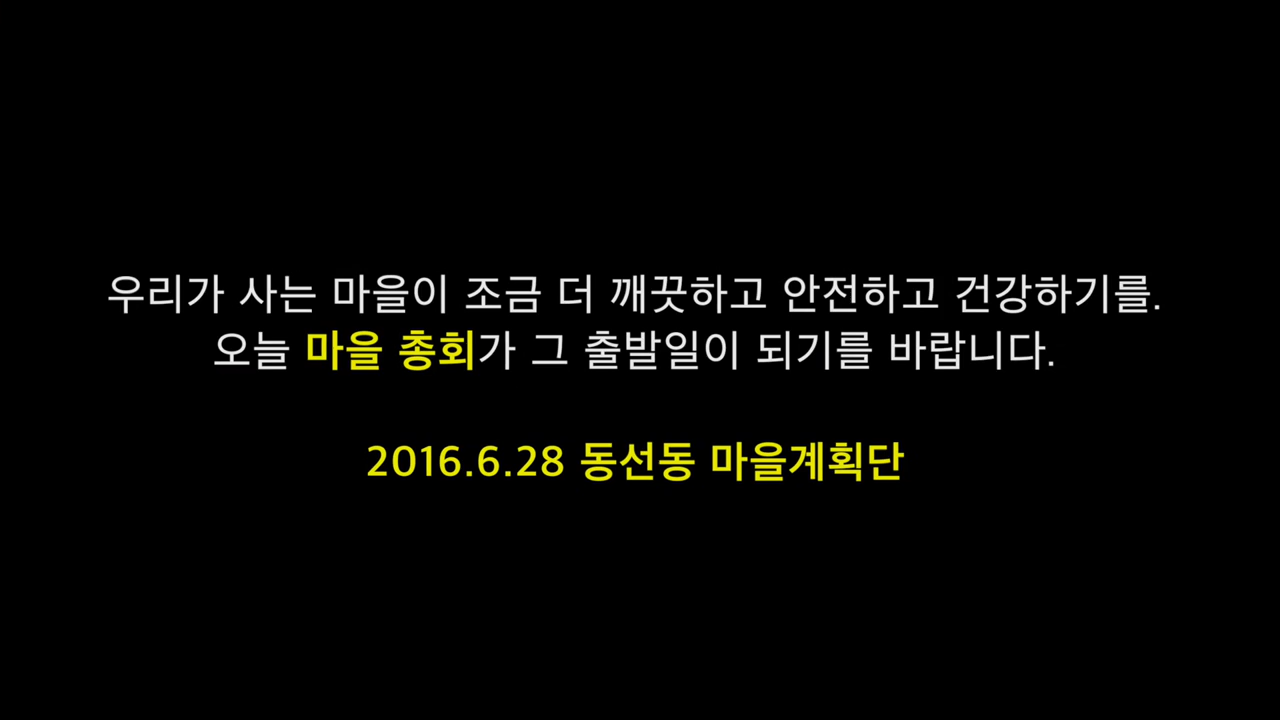 우리가 사는 마을이 조금 더 깨끗하고 안전하고 건강하기를.
오늘 마을 총회가 그 출발일이 되기를 바랍니다.
2016.6.28 동선동 마을계획단